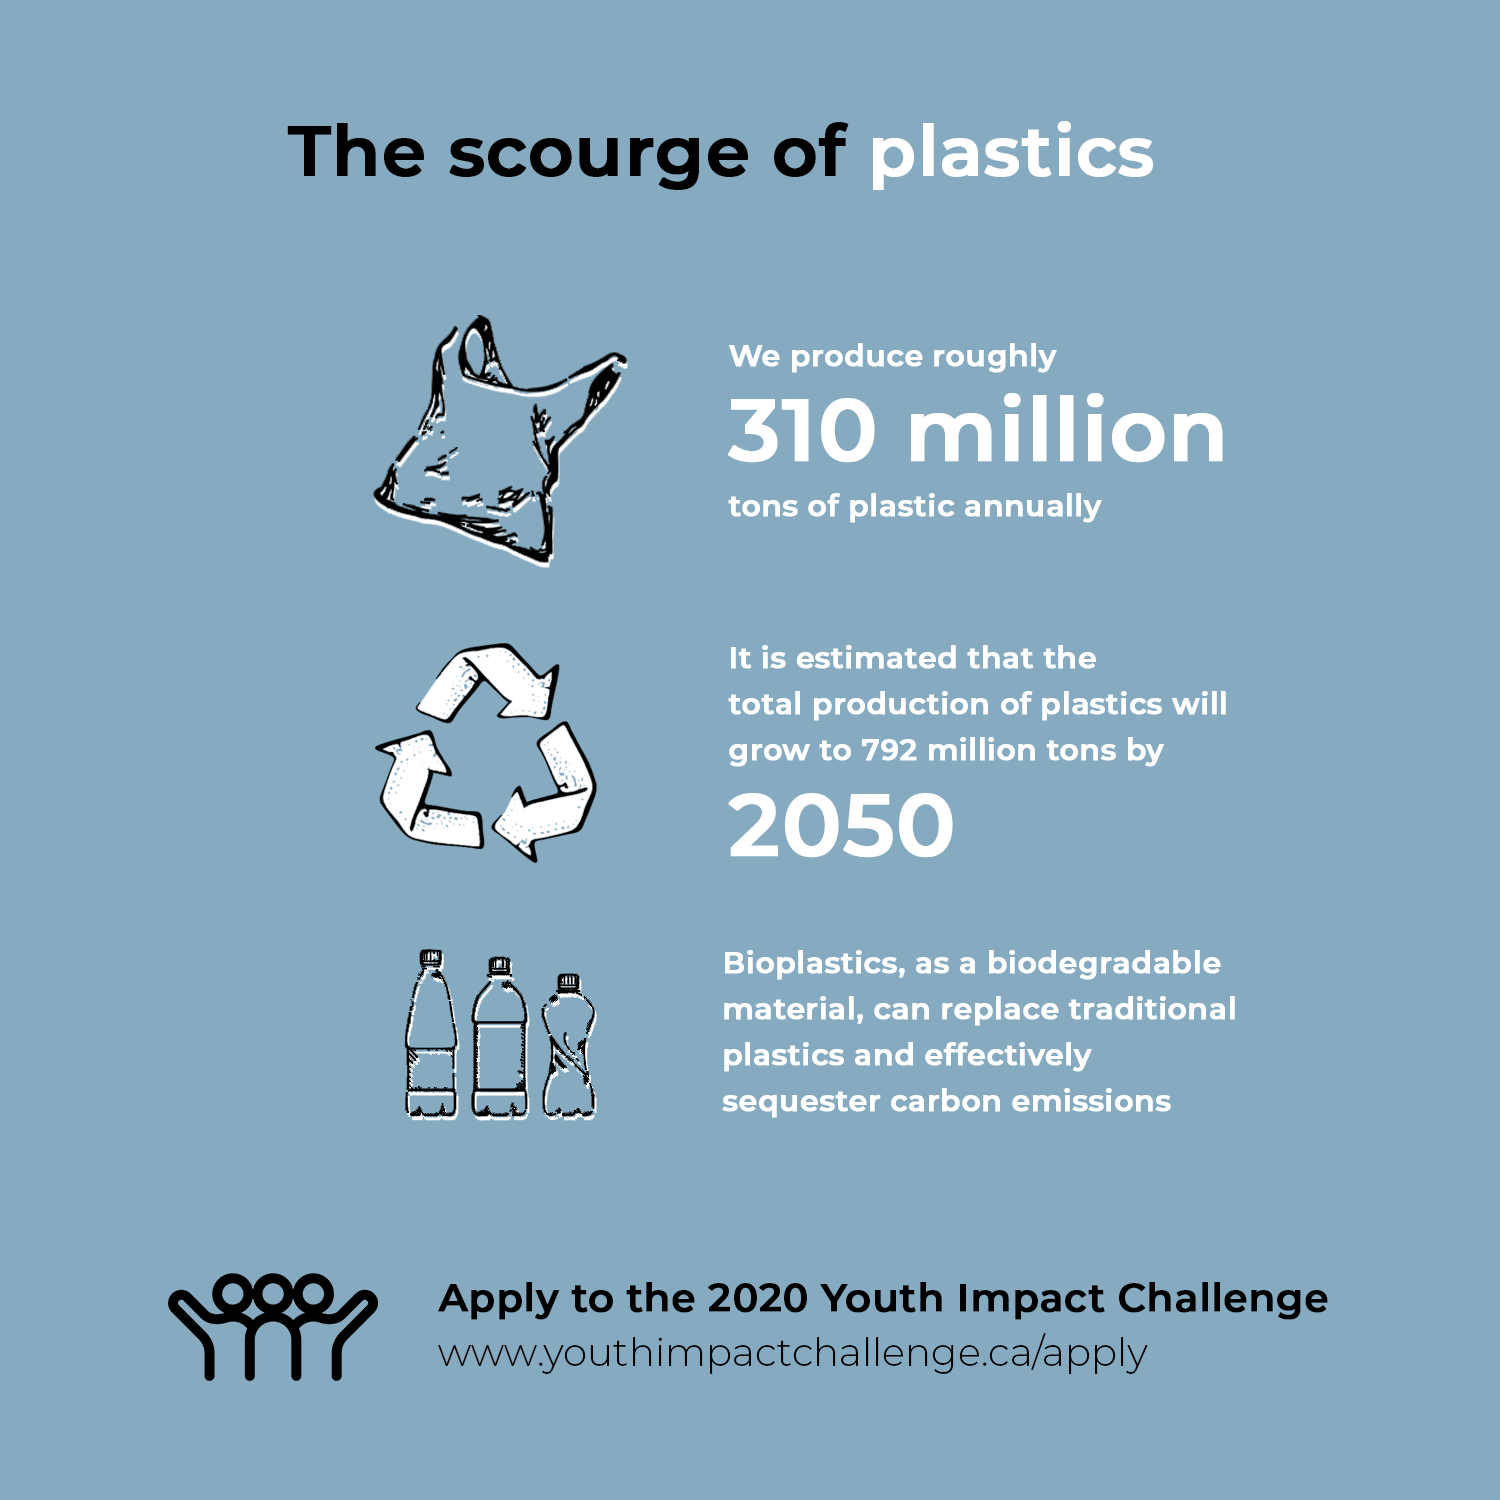 The scourge of plastics
We produce roughly
310 million
tons of plastic annually
It is estimated that the
total production of plastics will
grow to 792 million tons by
2050
Bioplastics, as a biodegradable
material, can replace traditional
plastics and effectively
sequester carbon emissions
Apply to the 2020 Youth Impact Challenge
www.youthimpactchallenge.ca/apply